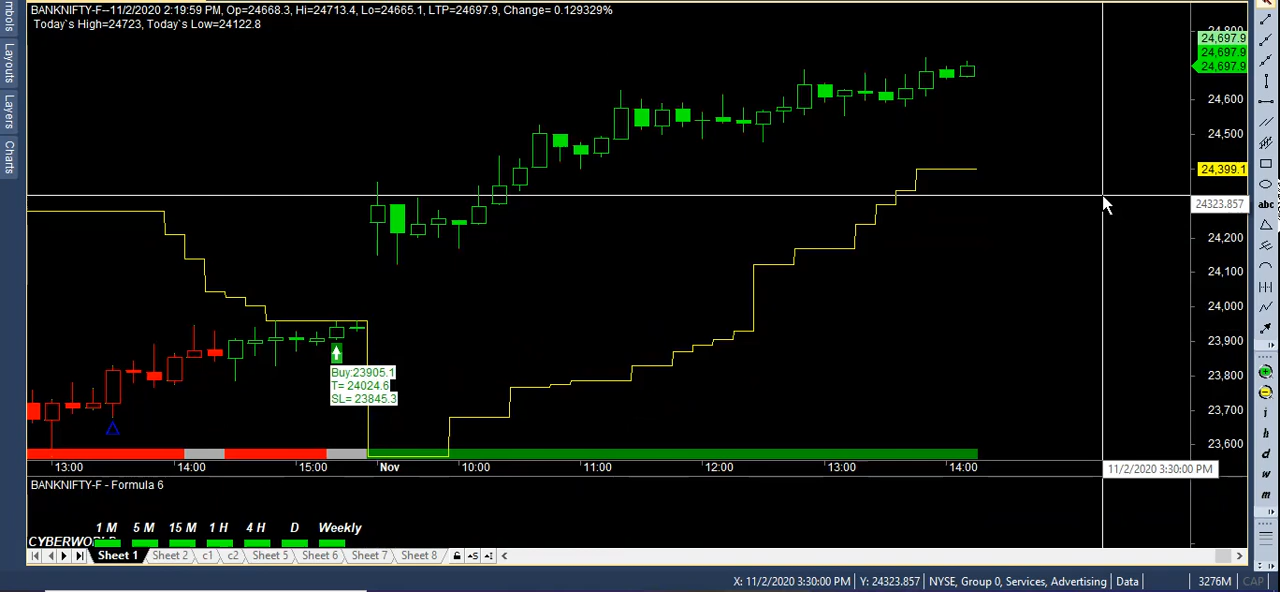 BANKNIFTY-F--11/2/2020 2:19:59 PM, Op=24668.3, Hi=24713.4, Lo=24665.1, LTP=24697.9, Change= 0.129329%
Today`s High=24723, Today`s Low=24122.8
Layouts
Layers
Charts
24,697.9
24,697.9
24,697.9
24,600
24,500
24,399.1
24323.857
24,200
24,100
24,000
23,900
23,800
23,700
23,600
Buy:23905.1
T= 24024.6
SL= 23845.3
13:00 14:00 15:00 Nov 10:00 11:00 12:00 13:00 14:00
11/2/2020 3:30:00 PM
BANKNIFTY-F - Formula 6
1 M 5 M 15 M 1 H 4 H D Weekly
Sheet 1 Sheet 2 c1 c2 Sheet 5 Sheet 6 Sheet 7 Sheet 8
X: 11/2/2020 3:30:00 PM Y: 24323.857 NYSE, Group 0, Services, Advertising Data 3276M CAP
abc
i
h
d
w
m